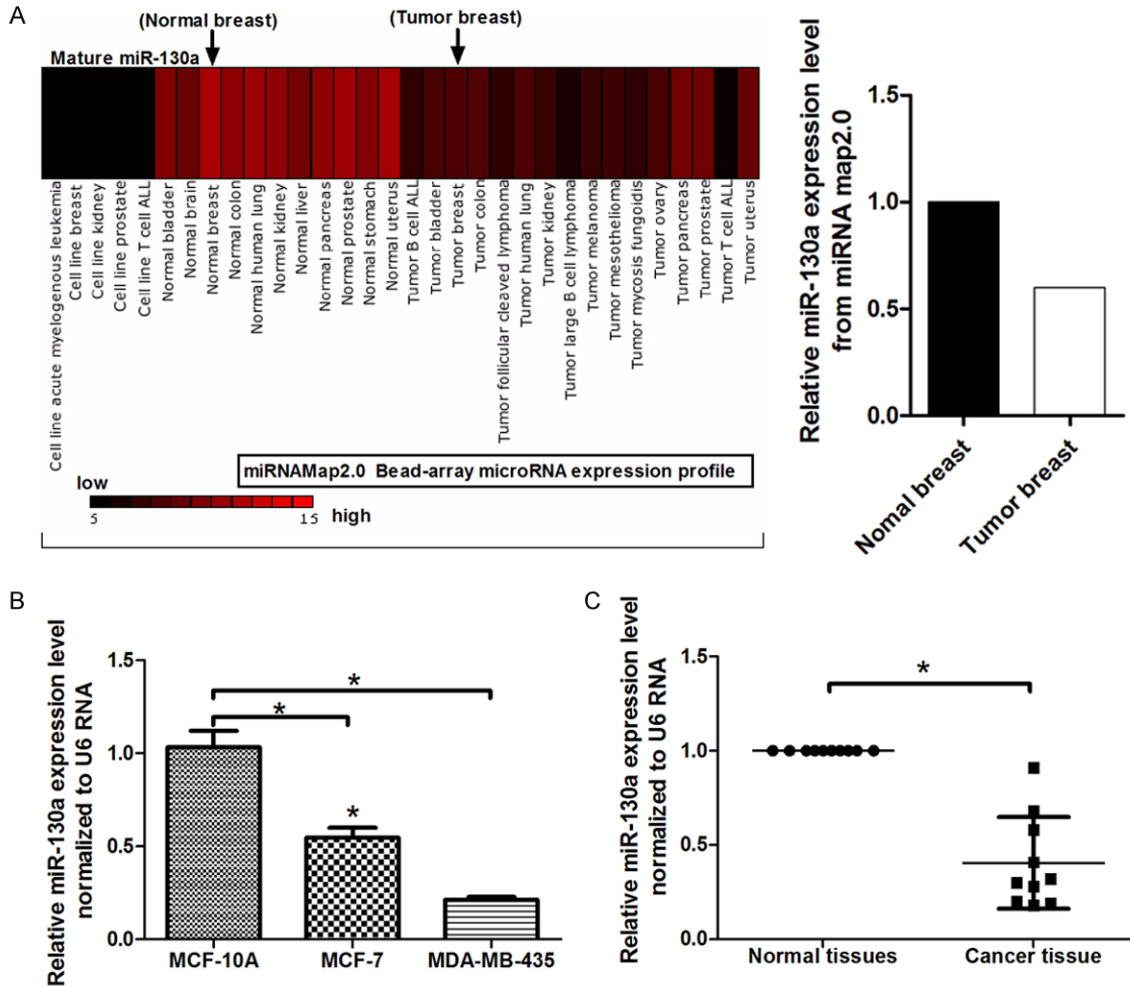 A
(Normal breast)
(Tumor breast)
Mature miR-130a
Cell line acute myelogenous leukemia
Cell line breast
Cell line kidney
Cell line prostate
Cell line T cell ALL
Normal bladder
Normal brain
Normal breast
Normal colon
Normal human lung
Normal kidney
Normal liver
Normal pancreas
Normal prostate
Normal stomach
Normal uterus
Tumor B cell ALL
Tumor bladder
Tumor breast
Tumor colon
Tumor follicular cleaved lymphoma
Tumor human lung
Tumor kidney
Tumor large B cell lymphoma
Tumor melanoma
Tumor mesothelioma
Tumor mycosis fungoidis
Tumor ovary
Tumor pancreas
Tumor prostate
Tumor T cell ALL
Tumor uterus
miRNAMap2.0 Bead-array microRNA expression profile
low
5
15
high
Relative miR-130a expression level
from miRNA map2.0
1.5
1.0
0.5
0.0
Nomal breast
Tumor breast
B
Relative miR-130a expression level
normalized to U6 RNA
1.5
1.0
0.5
0.0
*
*
*
MCF-10A
MCF-7
MDA-MB-435
C
Relative miR-130a expression level
normalized to U6 RNA
1.5
1.0
0.5
0.0
*
Normal tissues
Cancer tissue